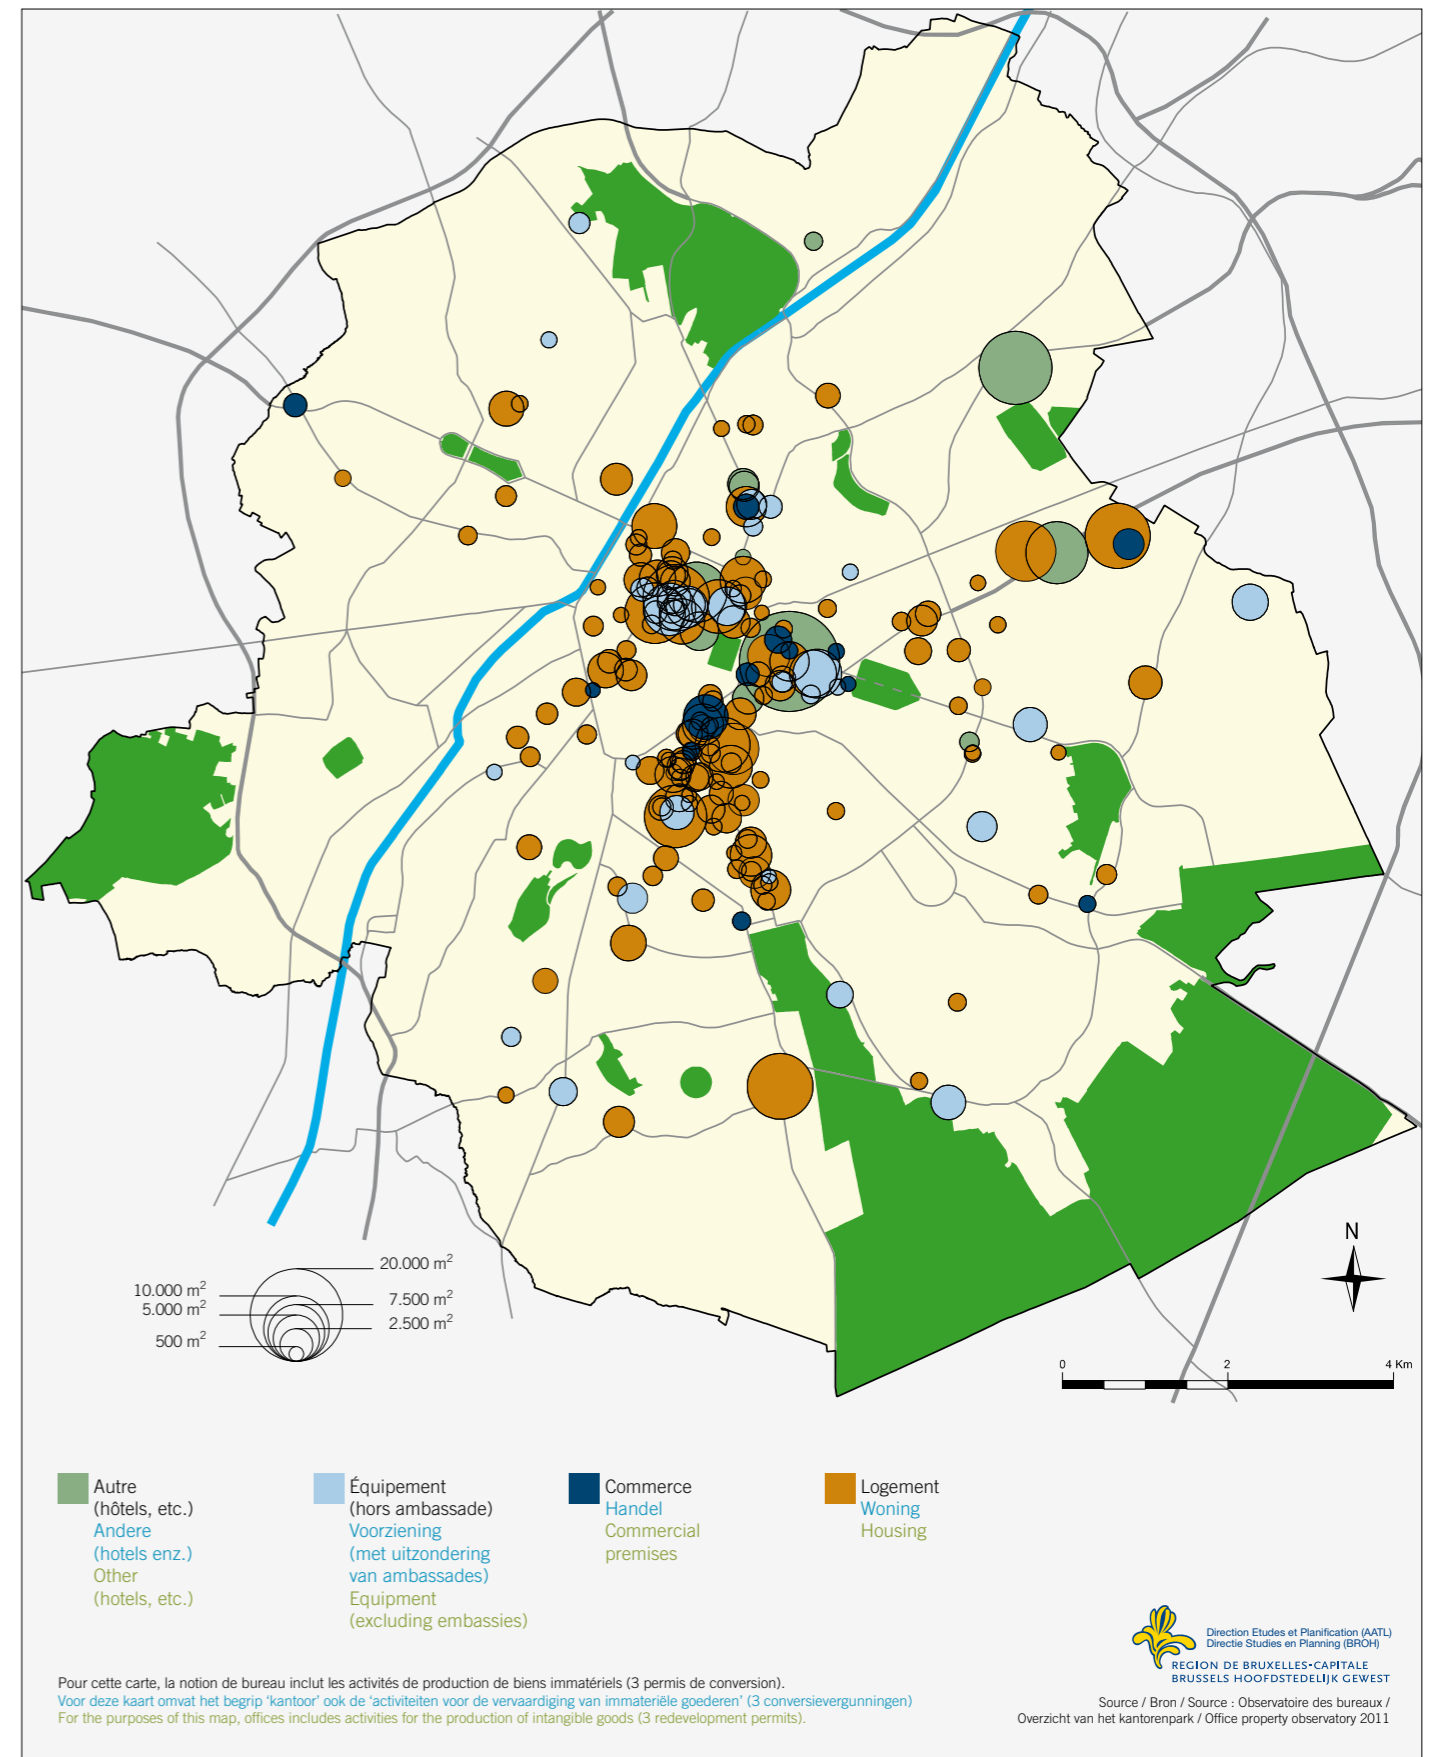 20.000 m²
10.000 m²
7.500 m²
5.000 m²
2.500 m²
500 m²
N
0 2 4 Km
Autre
(hôtels, etc.)
Andere
(hotels enz.)
Other
(hotels, etc.)
Équipement
(hors ambassade)
Voorziening
(met uitzondering
van ambassades)
Equipment
(excluding embassies)
Commerce
Handel
Commercial
premises
Logement
Woning
Housing
Direction Etudes et Planification (AATL)
Directie Studies en Planning (BROH)
REGION DE BRUXELLES-CAPITALE
BRUSSELS HOOFDSTEDELIJK GEWEST
Pour cette carte, la notion de bureau inclut les activités de production de biens immatériels (3 permis de conversion).
Voor deze kaart omvat het begrip ‘kantoor’ ook de ‘activiteiten voor de vervaardiging van immateriële goederen’ (3 conversievergunningen)
For the purposes of this map, offices includes activities for the production of intangible goods (3 redevelopment permits).
Source / Bron / Source : Observatoire des bureaux /
Overzicht van het kantorenpark / Office property observatory 2011